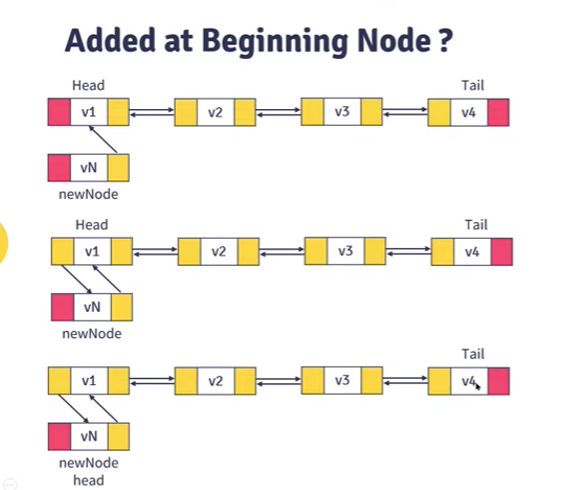 Added at Beginning Node ?
Head Tail
v1 v2 v3 v4
vN
newNode
Head Tail
v1 v2 v3 v4
vN
newNode
Tail
v1 v2 v3 v4
vN
newNode
head